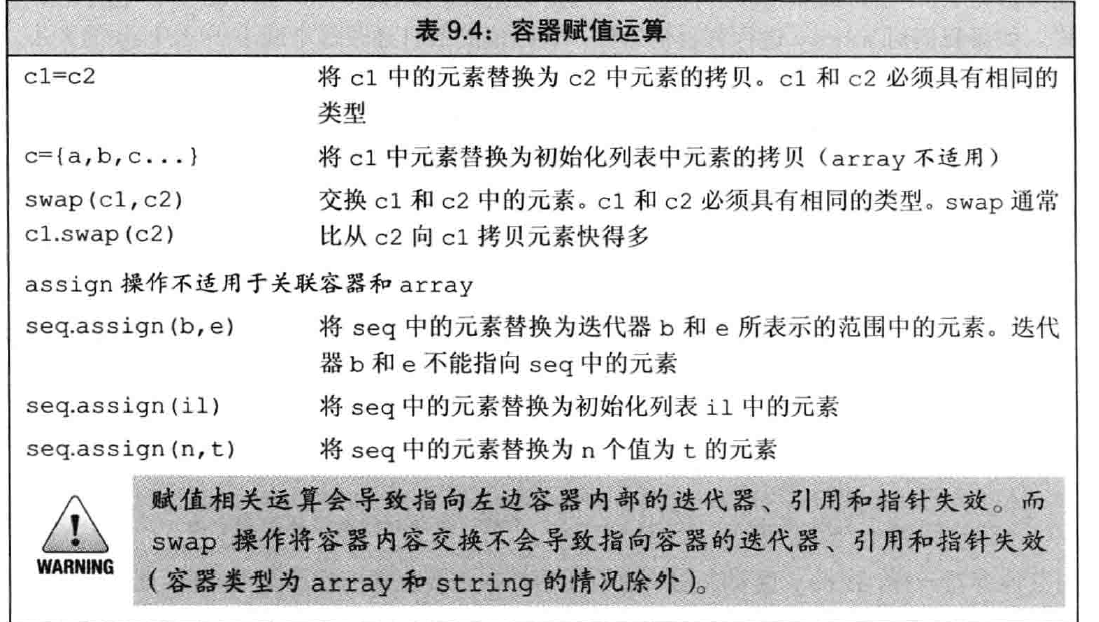 表 9.4：容器赋值运算
c1=c2 将 c1 中的元素替换为 c2 中元素的拷贝。c1 和 c2 必须具有相同的
类型
c={a,b,c...} 将 c1 中元素替换为初始化列表中元素的拷贝（array 不适用）
swap(c1,c2) 交换 c1 和 c2 中的元素。c1 和 c2 必须具有相同的类型。swap 通常
c1.swap(c2) 比从 c2 向 c1 拷贝元素快得多
assign 操作不适用于关联容器和 array
seq.assign(b,e) 将 seq 中的元素替换为迭代器 b 和 e 所表示的范围中的元素。迭代
器 b 和 e 不能指向 seq 中的元素
seq.assign(il) 将 seq 中的元素替换为初始化列表 il 中的元素
seq.assign(n,t) 将 seq 中的元素替换为 n 个值为 t 的元素
赋值相关运算会导致指向左边容器内部的迭代器、引用和指针失效。而
swap 操作将容器内容交换不会导致指向容器的迭代器、引用和指针失效
（容器类型为 array 和 string 的情况除外）。
WARNING